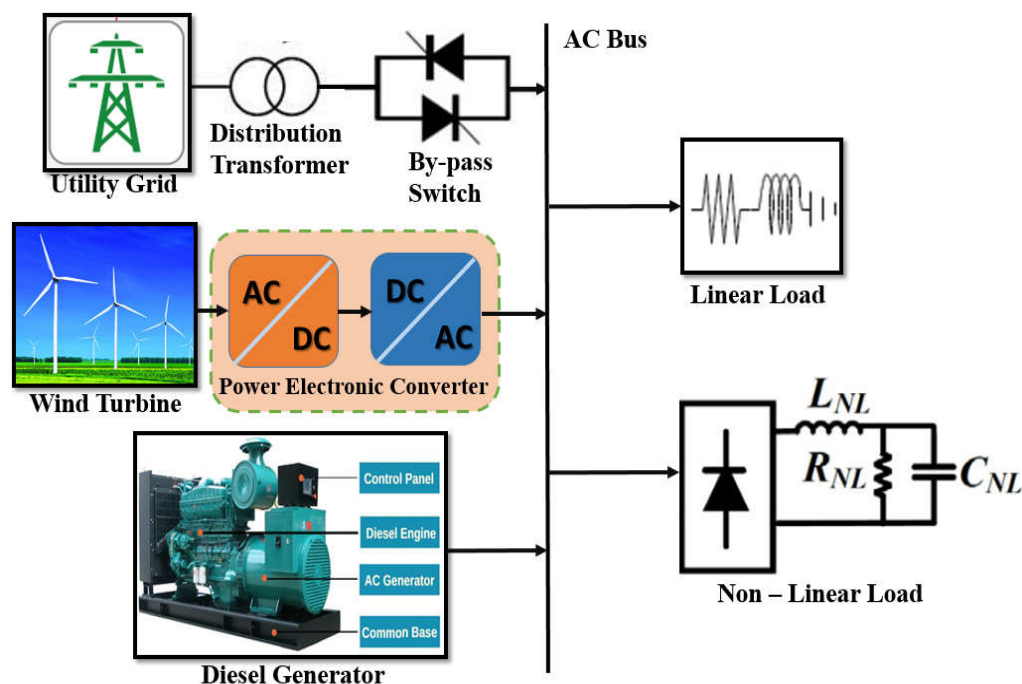 AC Bus
Distribution
Transformer
By-pass
Switch
Utility Grid
AC
DC
DC
AC
Power Electronic Converter
Wind Turbine
Linear Load
Control Panel
Diesel Engine
AC Generator
Common Base
Diesel Generator
L_NL
R_NL
C_NL
Non – Linear Load